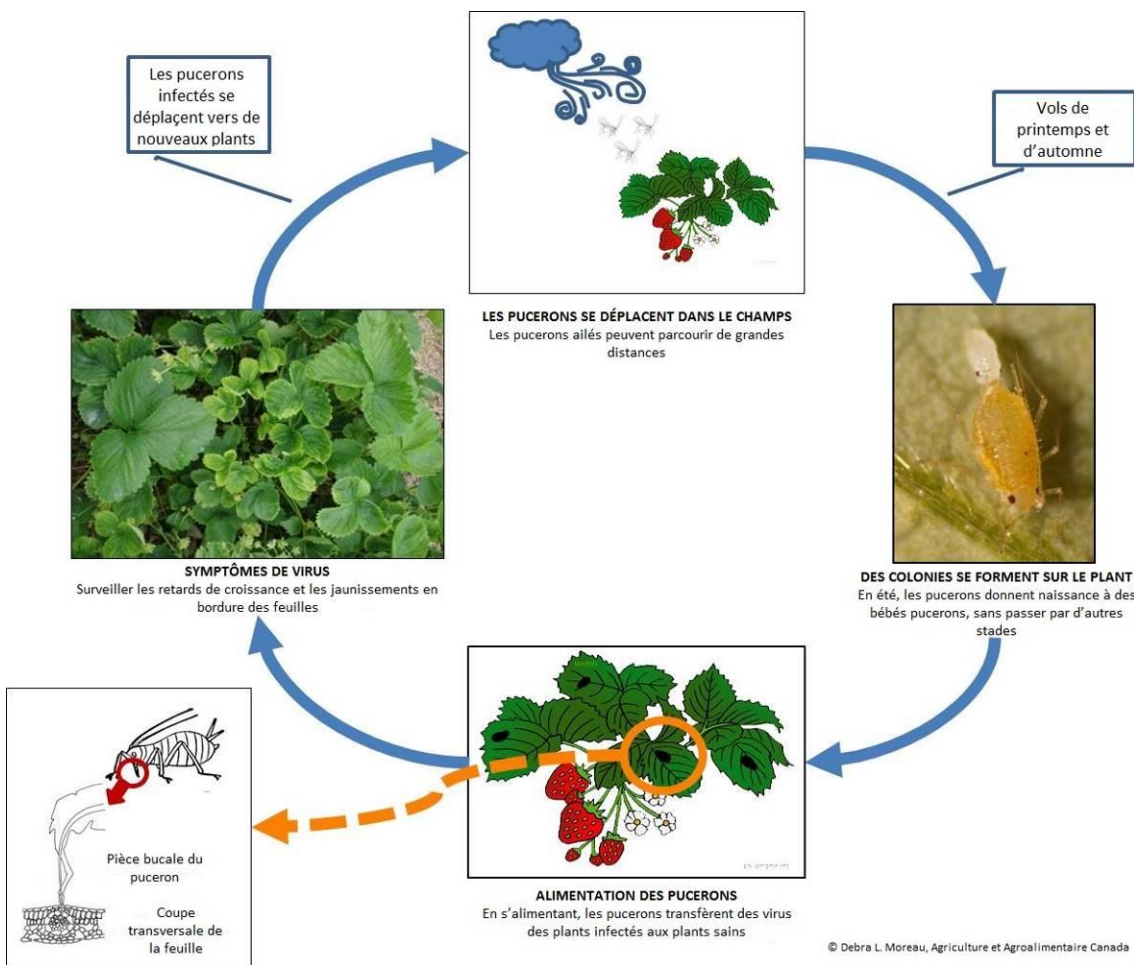 Les pucerons
infectés se
déplaçent vers de
nouveaux plants
Vols de
printemps et
d'automne
LES PUCERONS SE DÉPLACENT DANS LE CHAMPS
Les pucerons ailés peuvent parcourir de grandes
distances
SYMPTÔMES DE VIRUS
Surveiller les retards de croissance et les jaunissements en
bordure des feuilles
DES COLONIES SE FORMENT SUR LE PLANT
En été, les pucerons donnent naissance à des
bébés pucerons, sans passer par d'autres
stades
Pièce bucale du
puceron
Coupe
transversale de
la feuille
ALIMENTATION DES PUCERONS
En s'alimentant, les pucerons transfèrent des virus
des plants infectés aux plants sains
© Debra L. Moreau, Agriculture et Agroalimentaire Canada